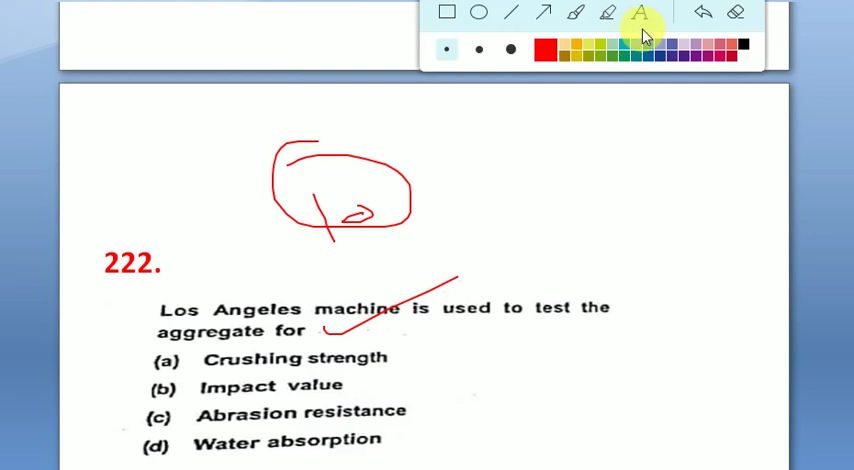 A
222.
Los Angeles machine is used to test the
aggregate for
(a) Crushing strength
(b) Impact value
(c) Abrasion resistance
(d) Water absorption